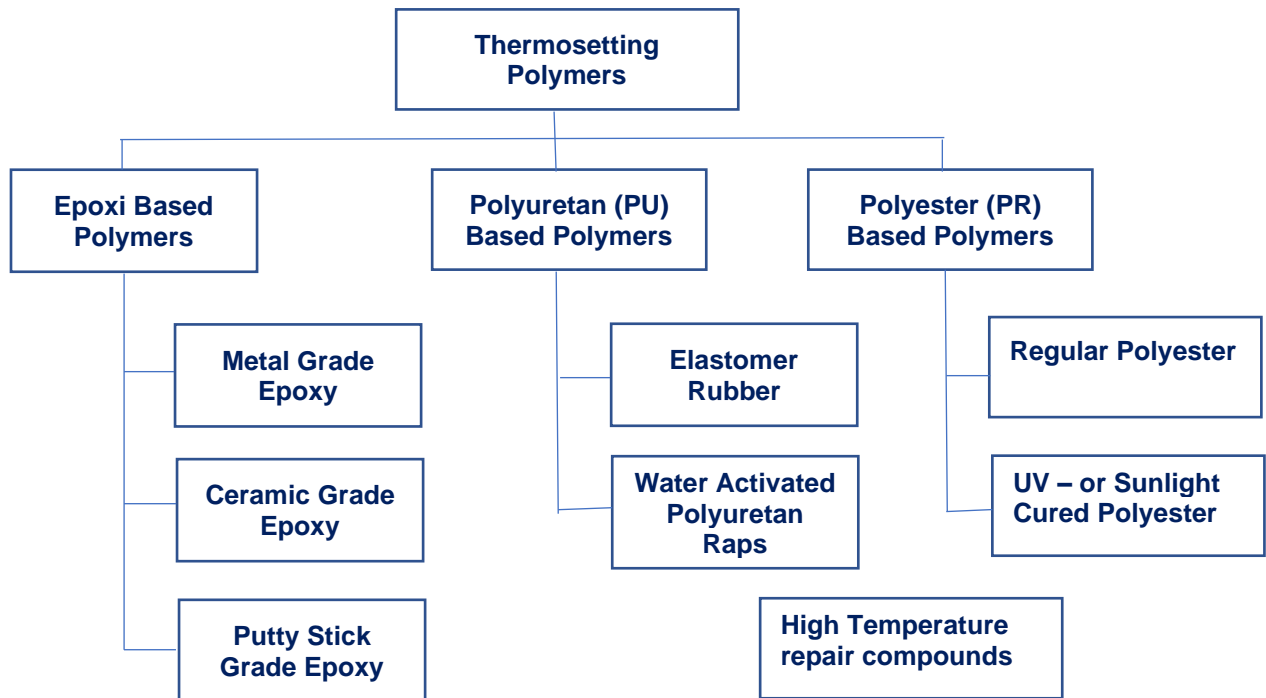 Thermosetting
Polymers
Epoxi Based
Polymers
Polyuretan (PU)
Based Polymers
Polyester (PR)
Based Polymers
Metal Grade
Epoxy
Elastomer
Rubber
Regular Polyester
Ceramic Grade
Epoxy
Water Activated
Polyuretan
Raps
UV – or Sunlight
Cured Polyester
Putty Stick
Grade Epoxy
High Temperature
repair compounds